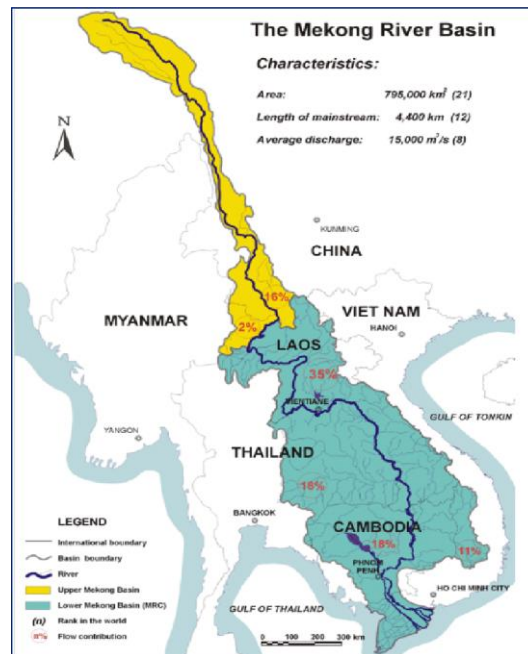 The Mekong River Basin
Characteristics:
Area: 795,000 km² (21)
Length of mainstream: 4,400 km (12)
Average discharge: 15,000 m³/s (8)
N
KUNMING
CHINA
16%
MYANMAR
2%
VIET NAM
HANOI
LAOS
35%
VIENTIANE
GULF OF TONKIN
YANGON
THAILAND
16%
BANGKOK
CAMBODIA
18%
11%
PHNOM
PENH
HO CHI MINH CITY
GULF OF THAILAND
LEGEND
International boundary
Basin boundary
River
Upper Mekong Basin
Lower Mekong Basin (MRC)
(n) Rank in the world
n% Flow contribution
0 100 200 300 km